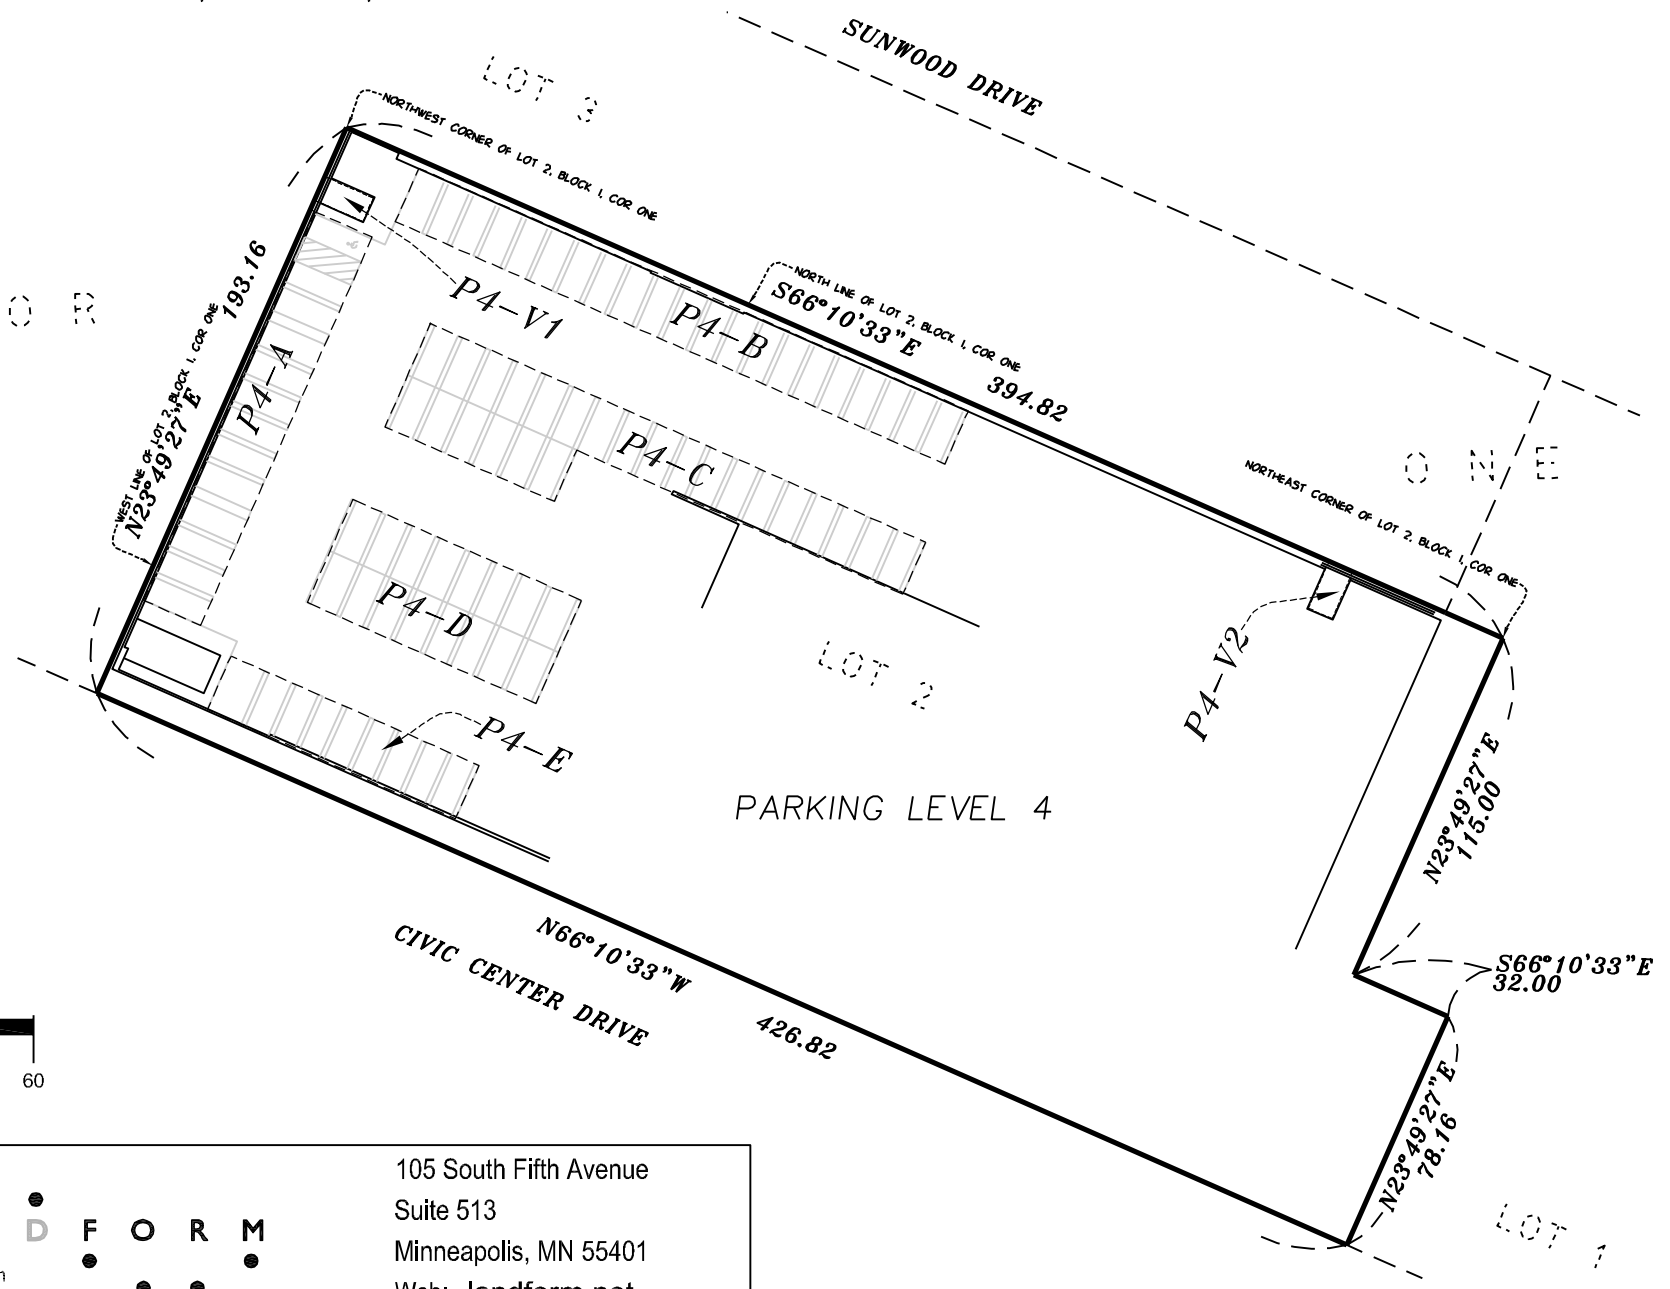 SUNWOOD DRIVE
LOT 3
NORTHWEST CORNER OF LOT 2, BLOCK 1, COR ONE
O R
193.16
WEST LINE OF LOT 2, BLOCK 1, COR ONE
N23°49'27"E
P4-A
P4-V1
P4-B
NORTH LINE OF LOT 2, BLOCK 1, COR ONE
S66°10'33"E
394.82
P4-C
O N E
NORTHEAST CORNER OF LOT 2, BLOCK 1, COR ONE
P4-D
LOT 2
P4-V2
P4-E
PARKING LEVEL 4
N23°49'27"E
115.00
N66°10'33"W
426.82
CIVIC CENTER DRIVE
S66°10'33"E
32.00
N23°49'27"E
78.16
LOT 1
60
D F O R M
105 South Fifth Avenue
Suite 513
Minneapolis, MN 55401
Web: landform.net